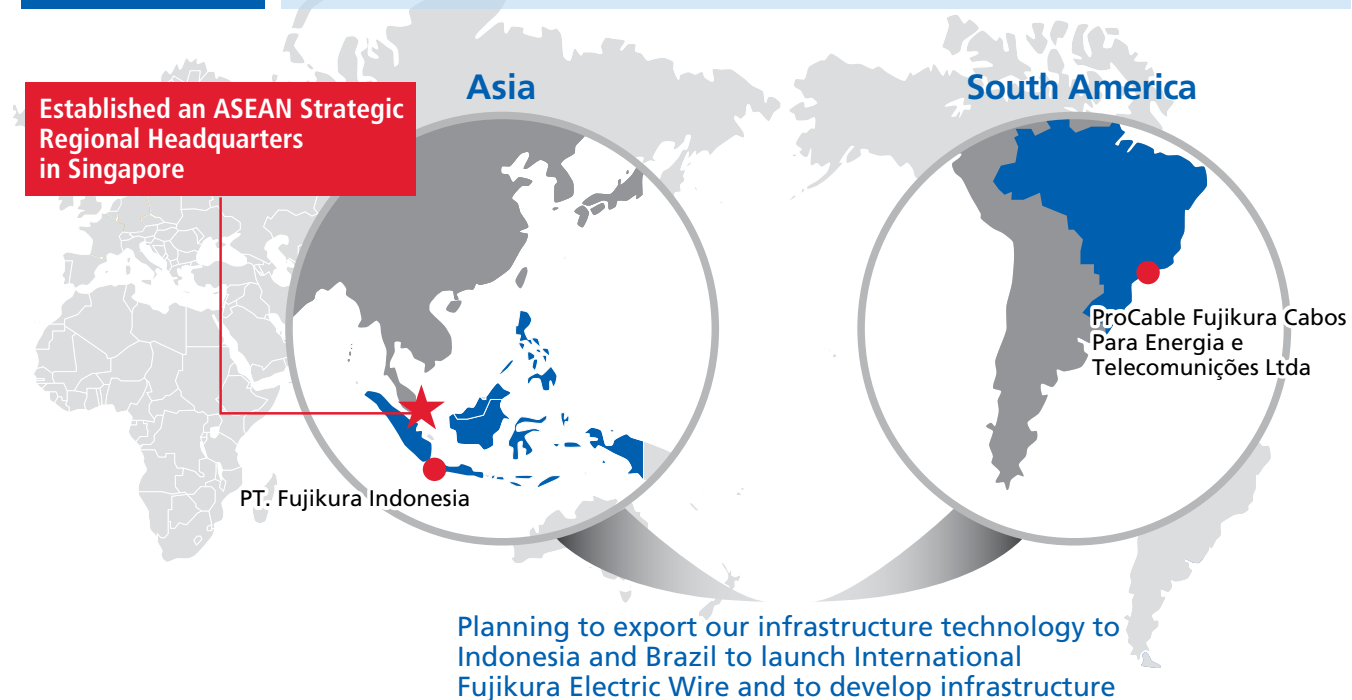 Asia
South America
Established an ASEAN Strategic
Regional Headquarters
in Singapore
ProCable Fujikura Cabos
Para Energia e
Telecomunições Ltda
PT. Fujikura Indonesia
Planning to export our infrastructure technology to
Indonesia and Brazil to launch International
Fujikura Electric Wire and to develop infrastructure